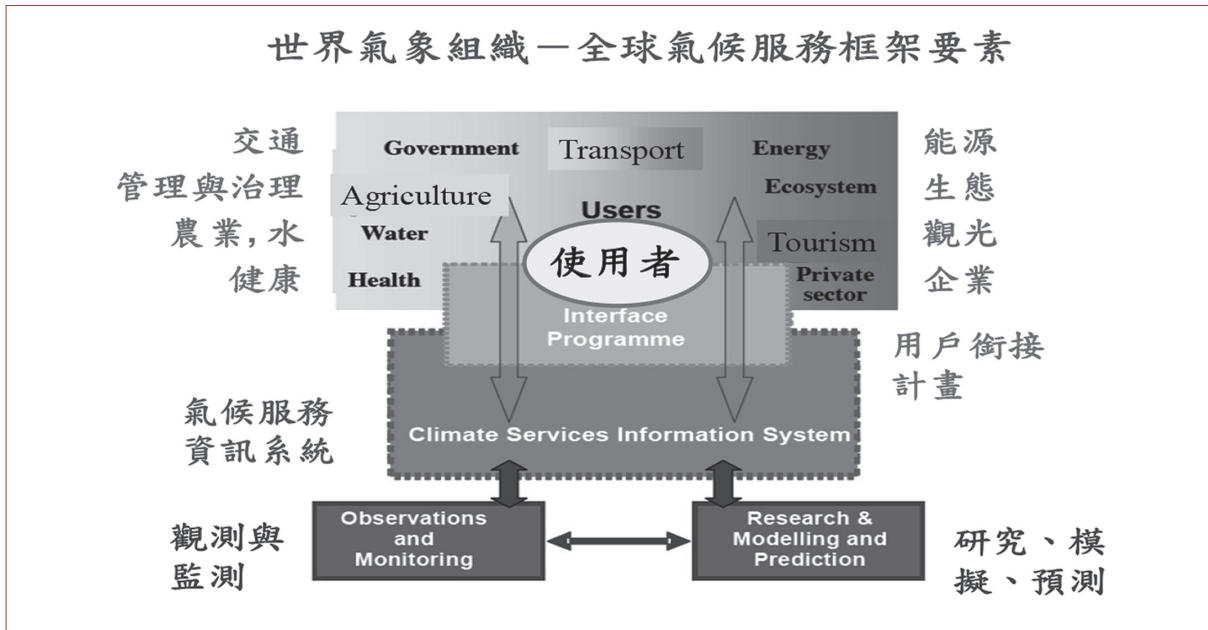 世界氣象組織－全球氣候服務框架要素
交通
管理與治理
農業,水
健康
Government
Transport
Energy
Agriculture
Ecosystem
Users
Water
Tourism
使用者
Health
Private
sector
能源
生態
觀光
企業
Interface
Programme
用戶銜接
計畫
氣候服務
資訊系統
Climate Services Information System
觀測與
監測
Observations
and
Monitoring
Research &
Modelling and
Prediction
研究、模
擬、預測